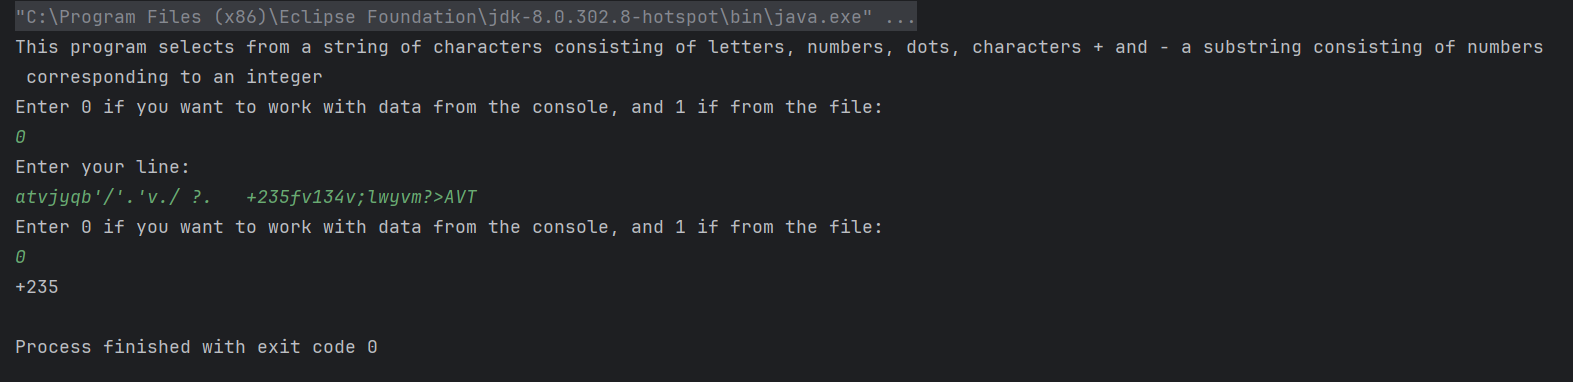 "C:\Program Files (x86)\Eclipse Foundation\jdk-8.0.302.8-hotspot\bin\java.exe" ...
This program selects from a string of characters consisting of letters, numbers, dots, characters + and - a substring consisting of numbers
 corresponding to an integer
Enter 0 if you want to work with data from the console, and 1 if from the file:
0
Enter your line:
atvjyqb'/'.'v./ ?.   +235fv134v;lwyvm?>AVT
Enter 0 if you want to work with data from the console, and 1 if from the file:
0
+235
Process finished with exit code 0